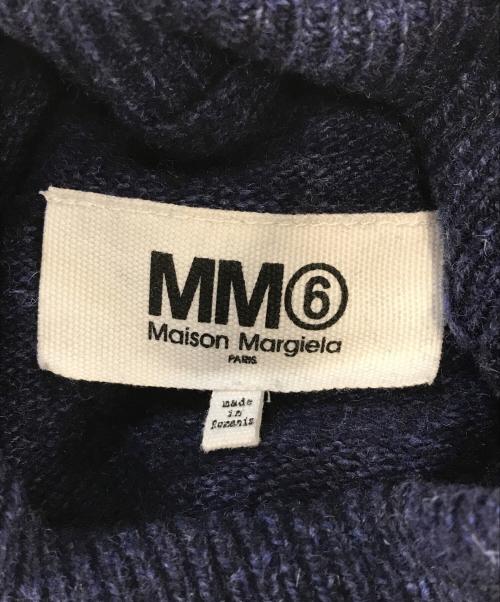 MM⑥
Maison Margiela
PARIS
made
in
Romania